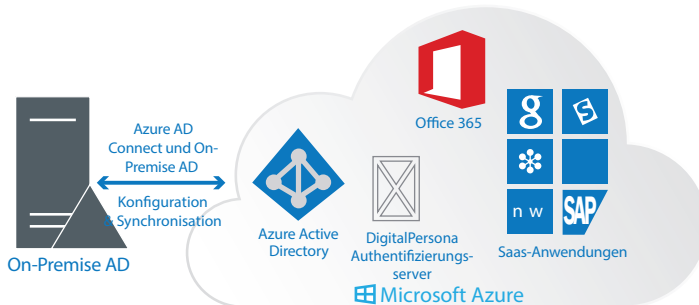 Office 365
g
S
n w
SAP
Azure AD
Connect und On-
Premise AD
Konfiguration
& Synchronisation
On-Premise AD
Azure Active
Directory
DigitalPersona
Authentifizierungs-
server
Saas-Anwendungen
Microsoft Azure